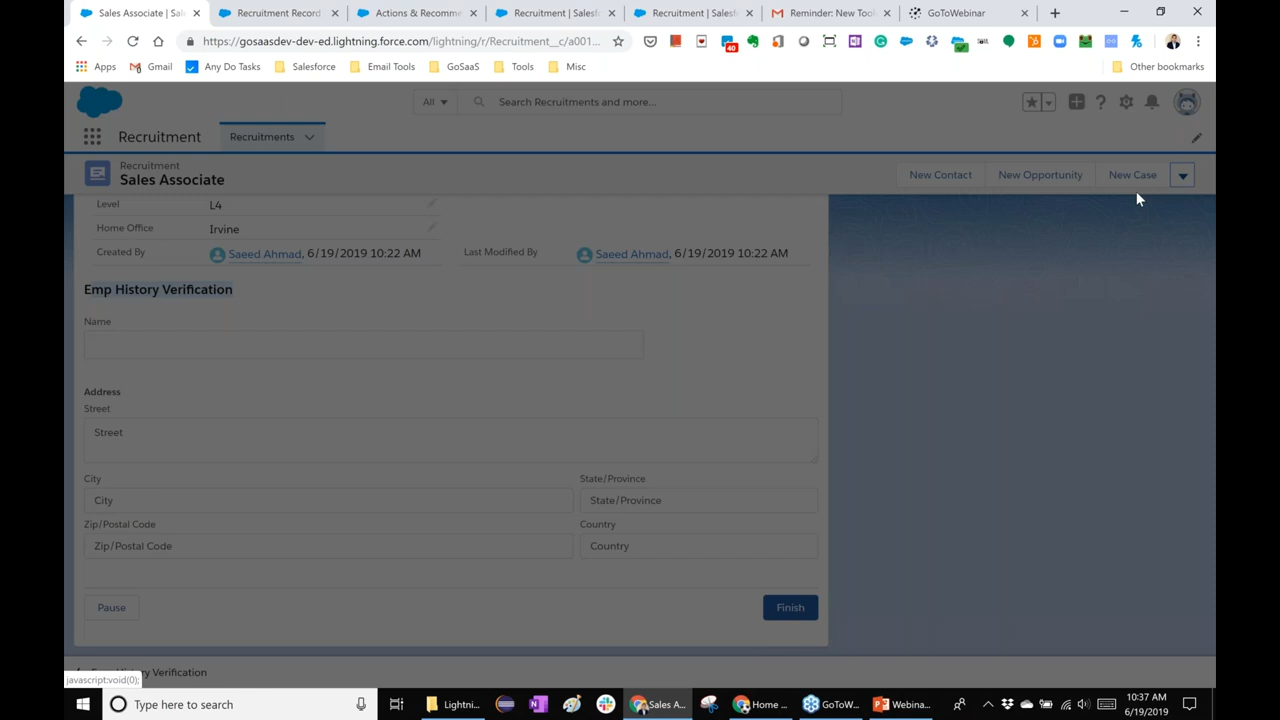 Sales Associate | Sal
Recruitment Record
Actions & Recomme
Recruitment | Salesf
Recruitment | Salesf
Reminder: New Tool
GoToWebinar
https://gosaasdev-dev-ed.lightning.force.com/lightning/r/Recruitment__c/a001...
40
Apps
Gmail
Any Do Tasks
Salesforce
Email Tools
GoSaaS
Tools
Misc
Other bookmarks
All
Search Recruitments and more...
Recruitment
Recruitments
Recruitment
Sales Associate
New Contact
New Opportunity
New Case
Level
L4
Home Office
Irvine
Created By
Saeed Ahmad, 6/19/2019 10:22 AM
Last Modified By
Saeed Ahmad, 6/19/2019 10:22 AM
Emp History Verification
Name
Address
Street
Street
City
State/Province
City
State/Province
Zip/Postal Code
Country
Zip/Postal Code
Country
Pause
Finish
Emp History Verification
javascript:void(0);
Type here to search
Lightni...
Sales A...
Home ...
GoToW...
Webina...
10:37 AM
6/19/2019